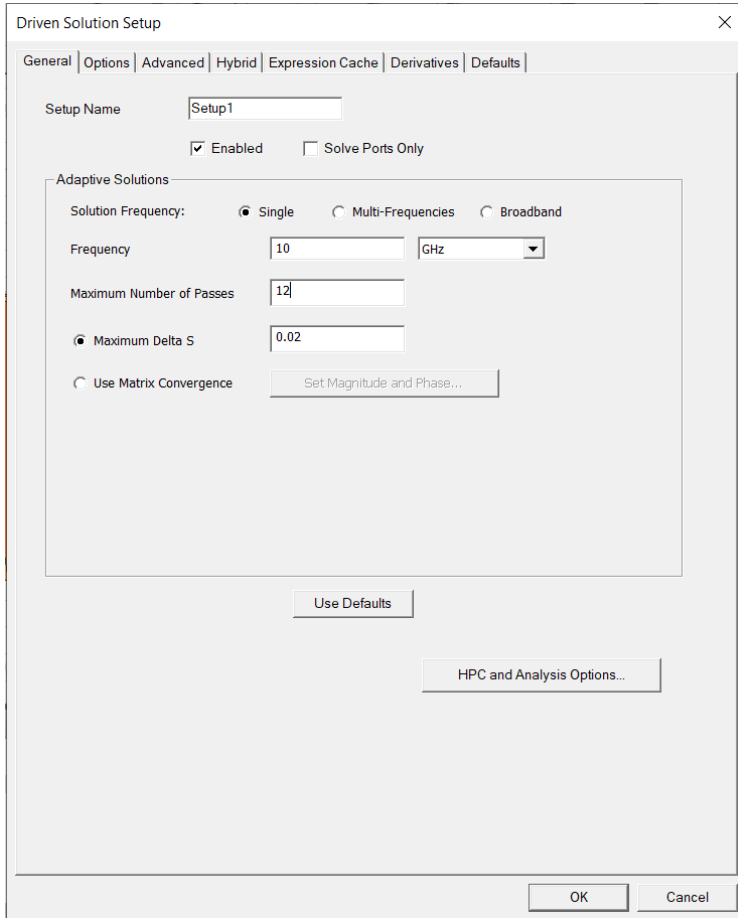 Driven Solution Setup
General Options Advanced Hybrid Expression Cache Derivatives Defaults
Setup Name Setup1
Enabled Solve Ports Only
Adaptive Solutions
Solution Frequency: Single Multi-Frequencies Broadband
Frequency 10 GHz
Maximum Number of Passes 12
Maximum Delta S 0.02
Use Matrix Convergence Set Magnitude and Phase...
Use Defaults
HPC and Analysis Options...
OK Cancel